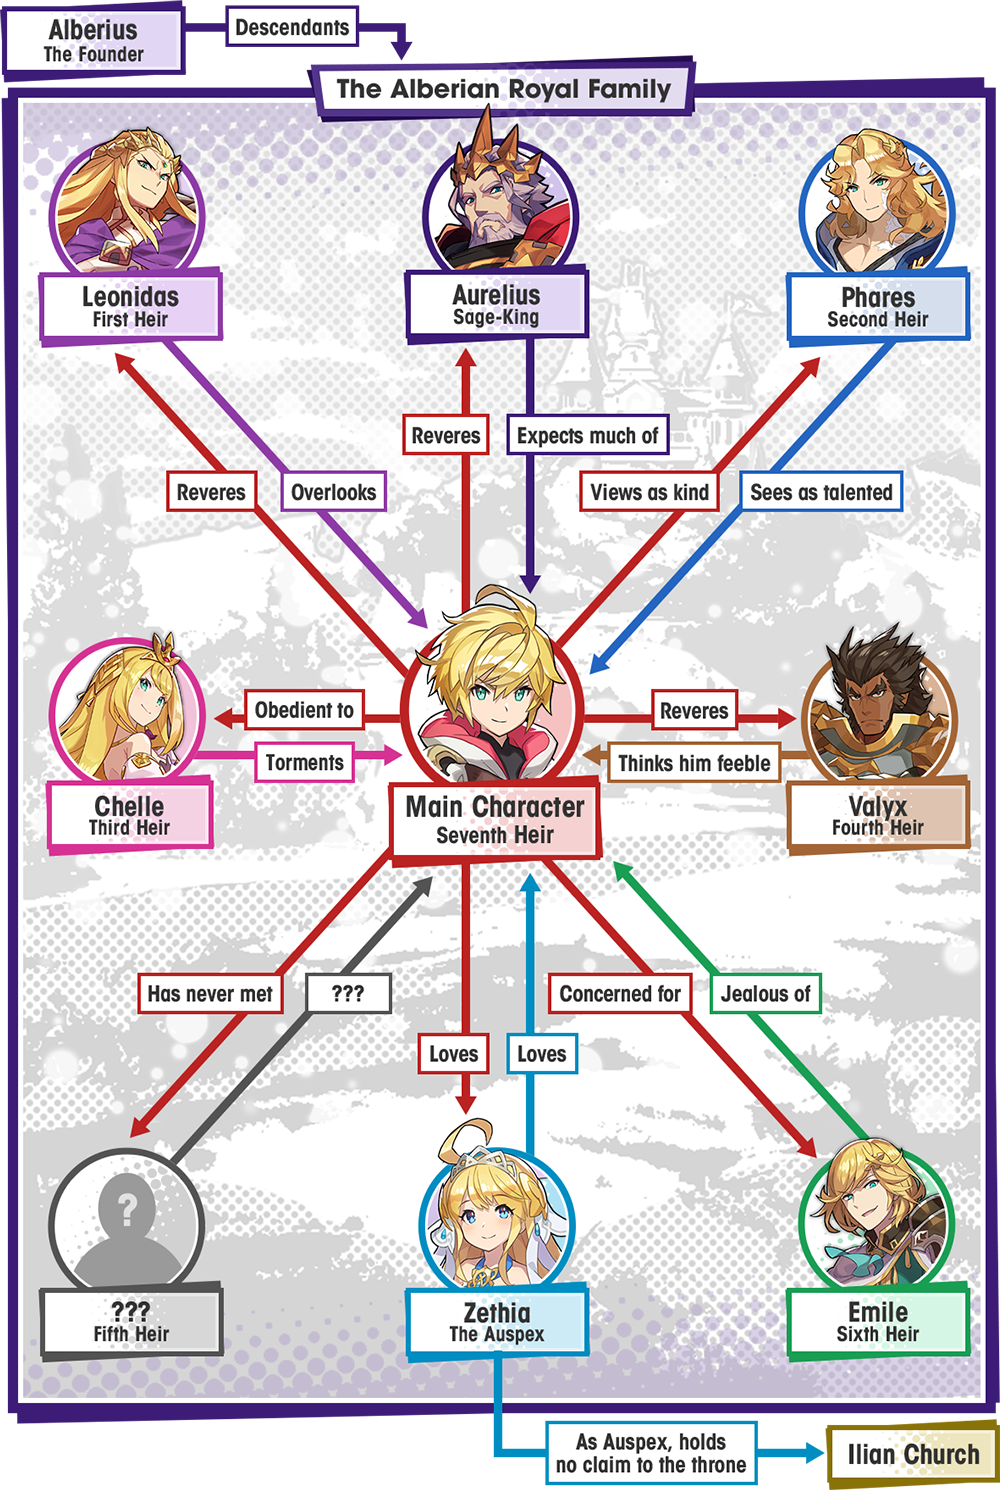 Alberius
The Founder
Descendants
The Alberian Royal Family
Leonidas
First Heir
Aurelius
Sage-King
Phares
Second Heir
Reveres
Expects much of
Reveres
Overlooks
Views as kind
Sees as talented
Obedient to
Torments
Reveres
Thinks him feeble
Chelle
Third Heir
Main Character
Seventh Heir
Valyx
Fourth Heir
Has never met
???
Concerned for
Jealous of
Loves
Loves
?
???
Fifth Heir
Zethia
The Auspex
Emile
Sixth Heir
As Auspex, holds
no claim to the throne
Ilian Church